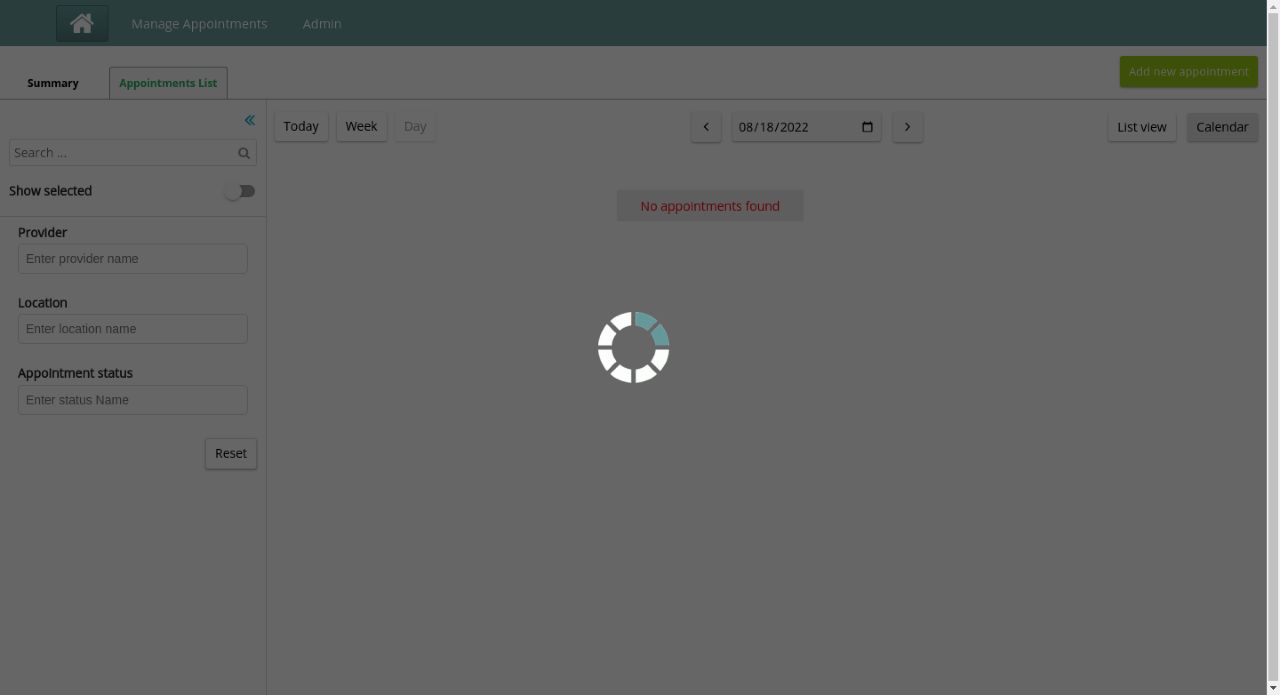 Manage Appointments
Admin
Summary
Appointments List
Add new appointment
Today
Week
Day
08/18/2022
List view
Calendar
Search ...
Show selected
No appointments found
Provider
Enter provider name
Location
Enter location name
Appointment status
Enter status Name
Reset